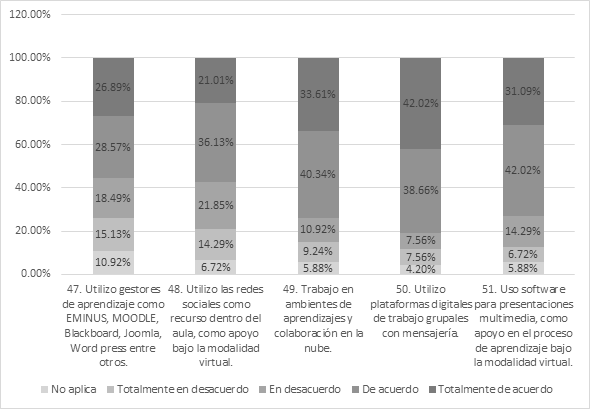 120.00%
100.00%
80.00%
60.00%
40.00%
20.00%
0.00%
26.89%
28.57%
18.49%
15.13%
10.92%
21.01%
36.13%
21.85%
14.29%
6.72%
33.61%
40.34%
10.92%
9.24%
5.88%
42.02%
38.66%
7.56%
7.56%
4.20%
31.09%
42.02%
14.29%
6.72%
5.88%
47. Utilizo gestores
de aprendizaje como
EMINUS, MOODLE,
Blackboard, Joomla,
Word press entre
otros.
48. Utilizo las redes
sociales como
recurso dentro del
aula, como apoyo
bajo la modalidad
virtual.
49. Trabajo en
ambientes de
aprendizajes y
colaboración en la
nube.
50. Utilizo
plataformas digitales
de trabajo grupales
con mensajería.
51. Uso software
para presentaciones
multimedia, como
apoyo en el proceso
de aprendizaje bajo
la modalidad virtual.
No aplica
Totalmente en desacuerdo
En desacuerdo
De acuerdo
Totalmente de acuerdo